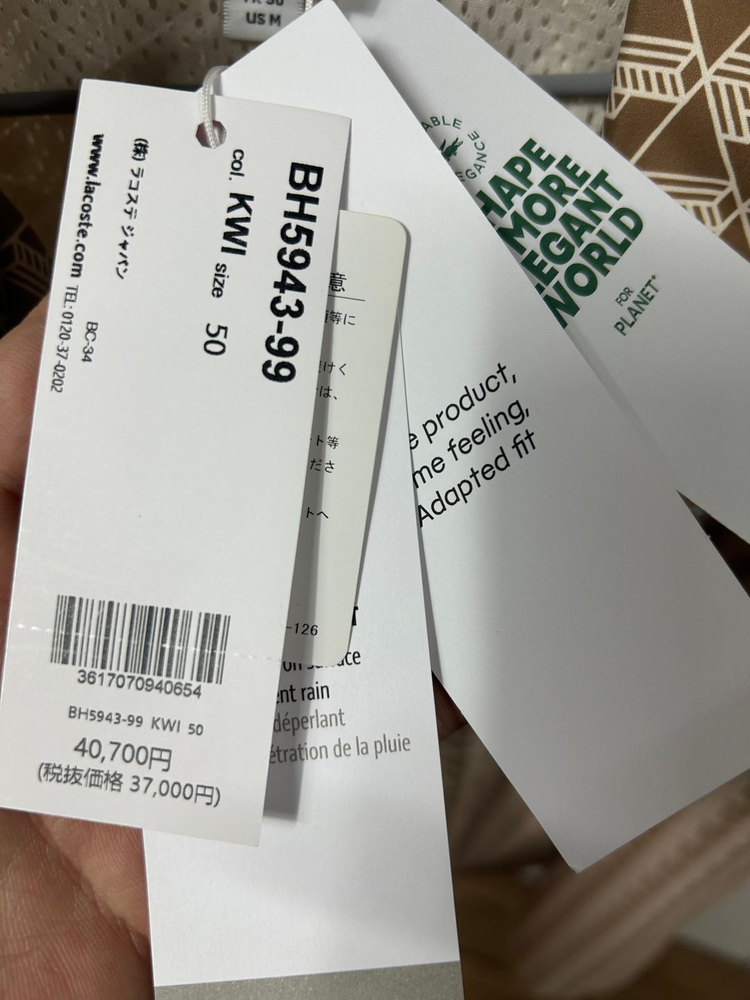 US M
BH5943-99
col. KWI size 50
(株) ラコステ ジャパン
www.lacoste.com TEL: 0120-37-0202
BC-34
3617070940654
BH5943-99 KWI 50
40,700円
(税抜価格 37,000円)
意
等に
けく
は、
ト等
ださ
トへ
-126
ent rain
déperlant
étration de la pluie
e product,
me feeling,
Adapted fit
ABLE
EGANCE
HAPE
MORE
EGANT
WORLD
FOR
PLANET*